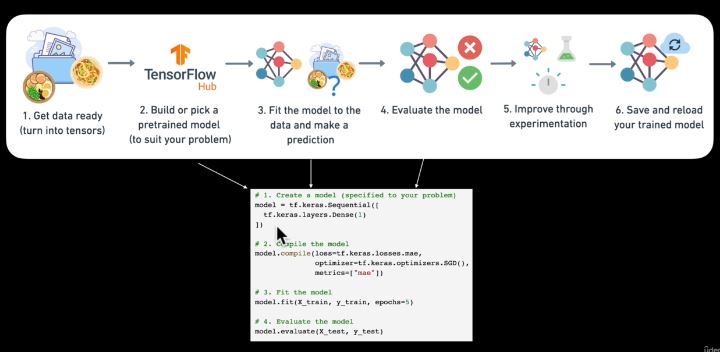 TensorFlow
Hub
1. Get data ready
(turn into tensors)
2. Build or pick a
pretrained model
(to suit your problem)
3. Fit the model to the
data and make a
prediction
4. Evaluate the model
5. Improve through
experimentation
6. Save and reload
your trained model
# 1. Create a model (specified to your problem)
model = tf.keras.Sequential([
tf.keras.layers.Dense(1)
])
# 2. Compile the model
model.compile(loss=tf.keras.losses.mae,
optimizer=tf.keras.optimizers.SGD(),
metrics=["mae"])
# 3. Fit the model
model.fit(X_train, y_train, epochs=5)
# 4. Evaluate the model
model.evaluate(X_test, y_test)